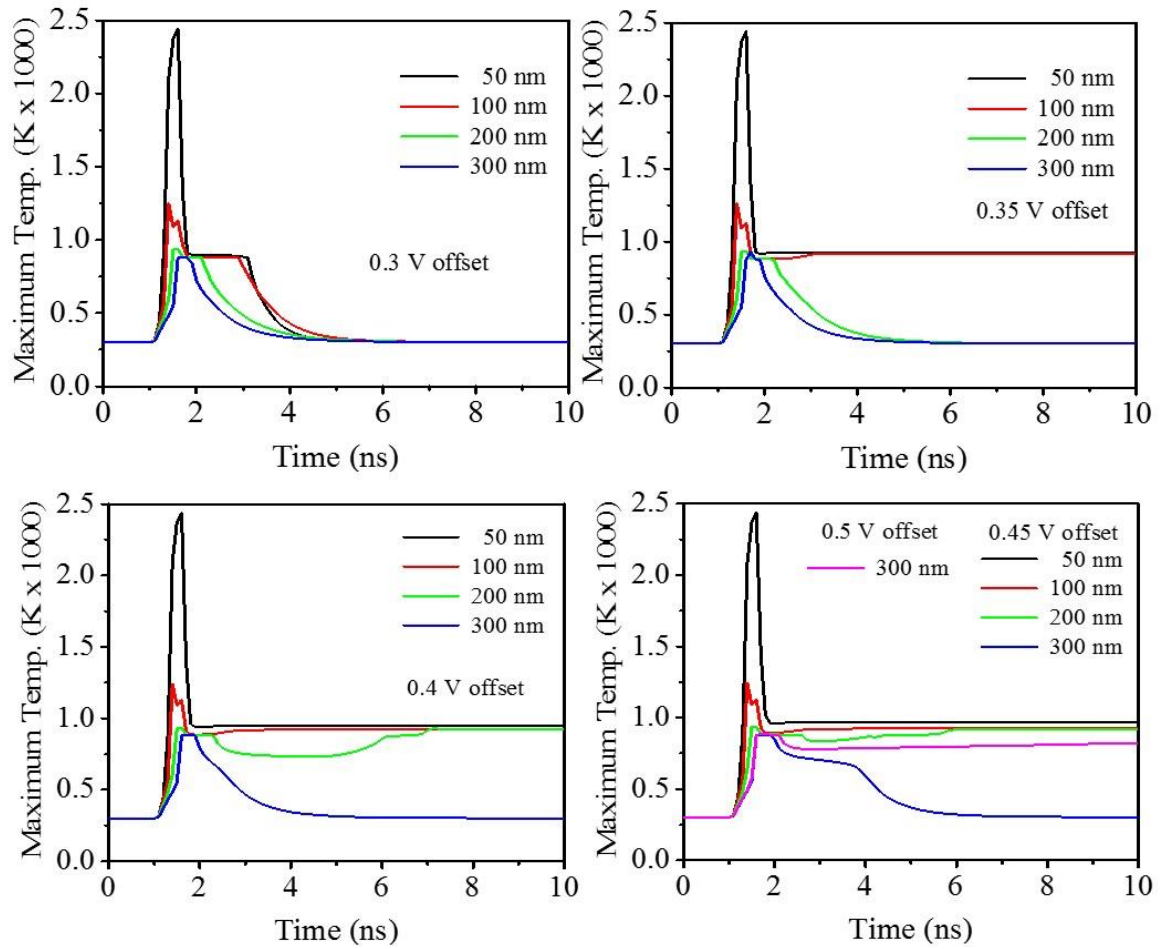 Maximum Temp. (K x 1000)
2.5
2.0
1.5
1.0
0.5
0.0
50 nm
100 nm
200 nm
300 nm
0.3 V offset
0 2 4 6 8 10
Time (ns)
Maximum Temp. (K x 1000)
2.5
2.0
1.5
1.0
0.5
0.0
50 nm
100 nm
200 nm
300 nm
0.35 V offset
0 2 4 6 8 10
Time (ns)
Maximum Temp. (K x 1000)
2.5
2.0
1.5
1.0
0.5
0.0
50 nm
100 nm
200 nm
300 nm
0.4 V offset
0 2 4 6 8 10
Time (ns)
Maximum Temp. (K x 1000)
2.5
2.0
1.5
1.0
0.5
0.0
0.5 V offset
300 nm
0.45 V offset
50 nm
100 nm
200 nm
300 nm
0 2 4 6 8 10
Time (ns)